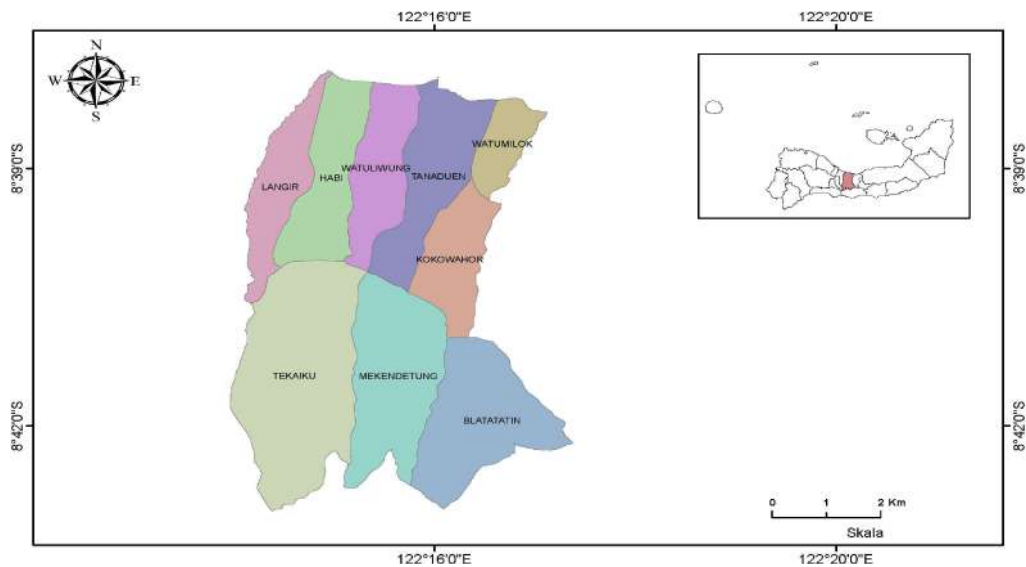 122°16'0"E
122°20'0"E
N
W
E
S
8°39'0"S
8°39'0"S
WATUMILOK
WATULIWUNG
HABI
TANADUEN
LANGIR
KOKOWAHOR
TEKAIKU
MEKENDETUNG
BLATATATIN
8°42'0"S
8°42'0"S
0 1 2 Km
Skala
122°16'0"E
122°20'0"E